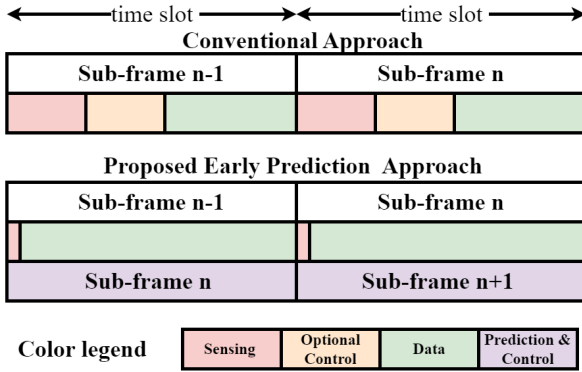 time slot time slot
Conventional Approach
Sub-frame n-1 Sub-frame n
Proposed Early Prediction Approach
Sub-frame n-1 Sub-frame n
Sub-frame n Sub-frame n+1
Color legend Sensing Optional Control Data Prediction & Control